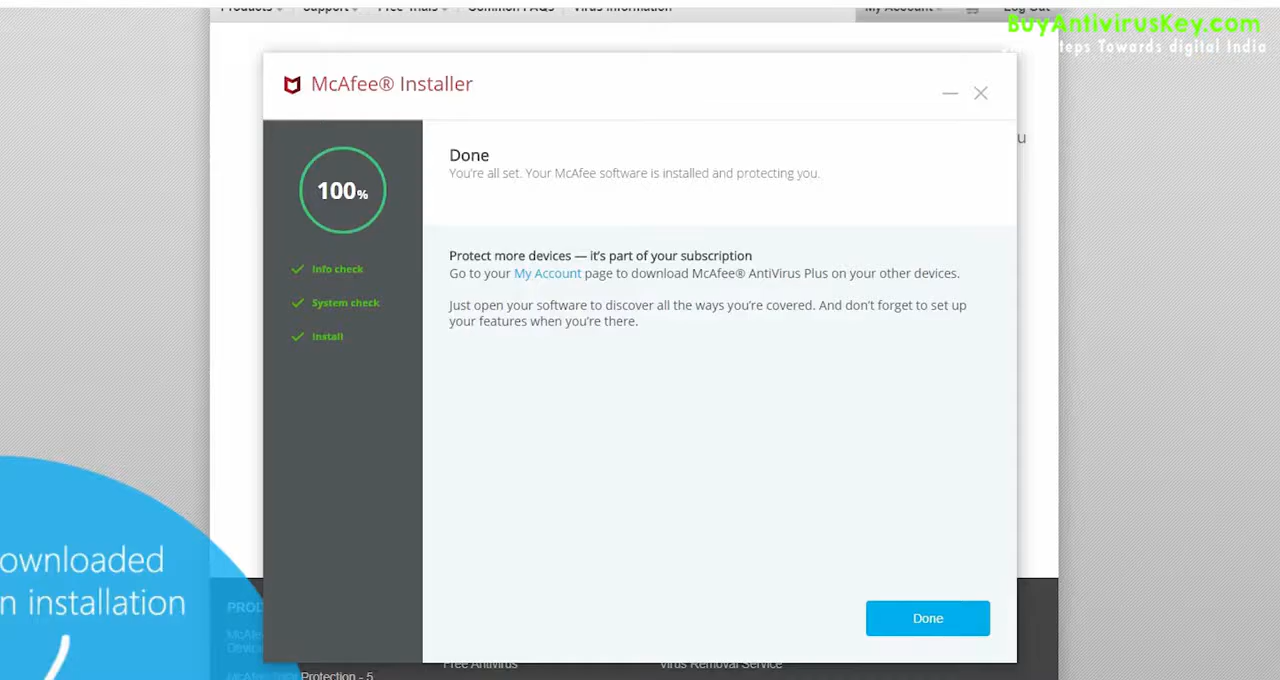 Products Support Free Trials Common FAQs Virus Information My Account Log Out
BuyAntivirusKey.com
teps Towards digital India
McAfee® Installer
u
100%
Info check
System check
Install
Done
You're all set. Your McAfee software is installed and protecting you.
Protect more devices — it's part of your subscription
Go to your My Account page to download McAfee® AntiVirus Plus on your other devices.
Just open your software to discover all the ways you're covered. And don't forget to set up
your features when you're there.
Done
ownloaded
n installation
PROD
McAfee
Devic
Protection - 5
Free Antivirus
Virus Removal Service